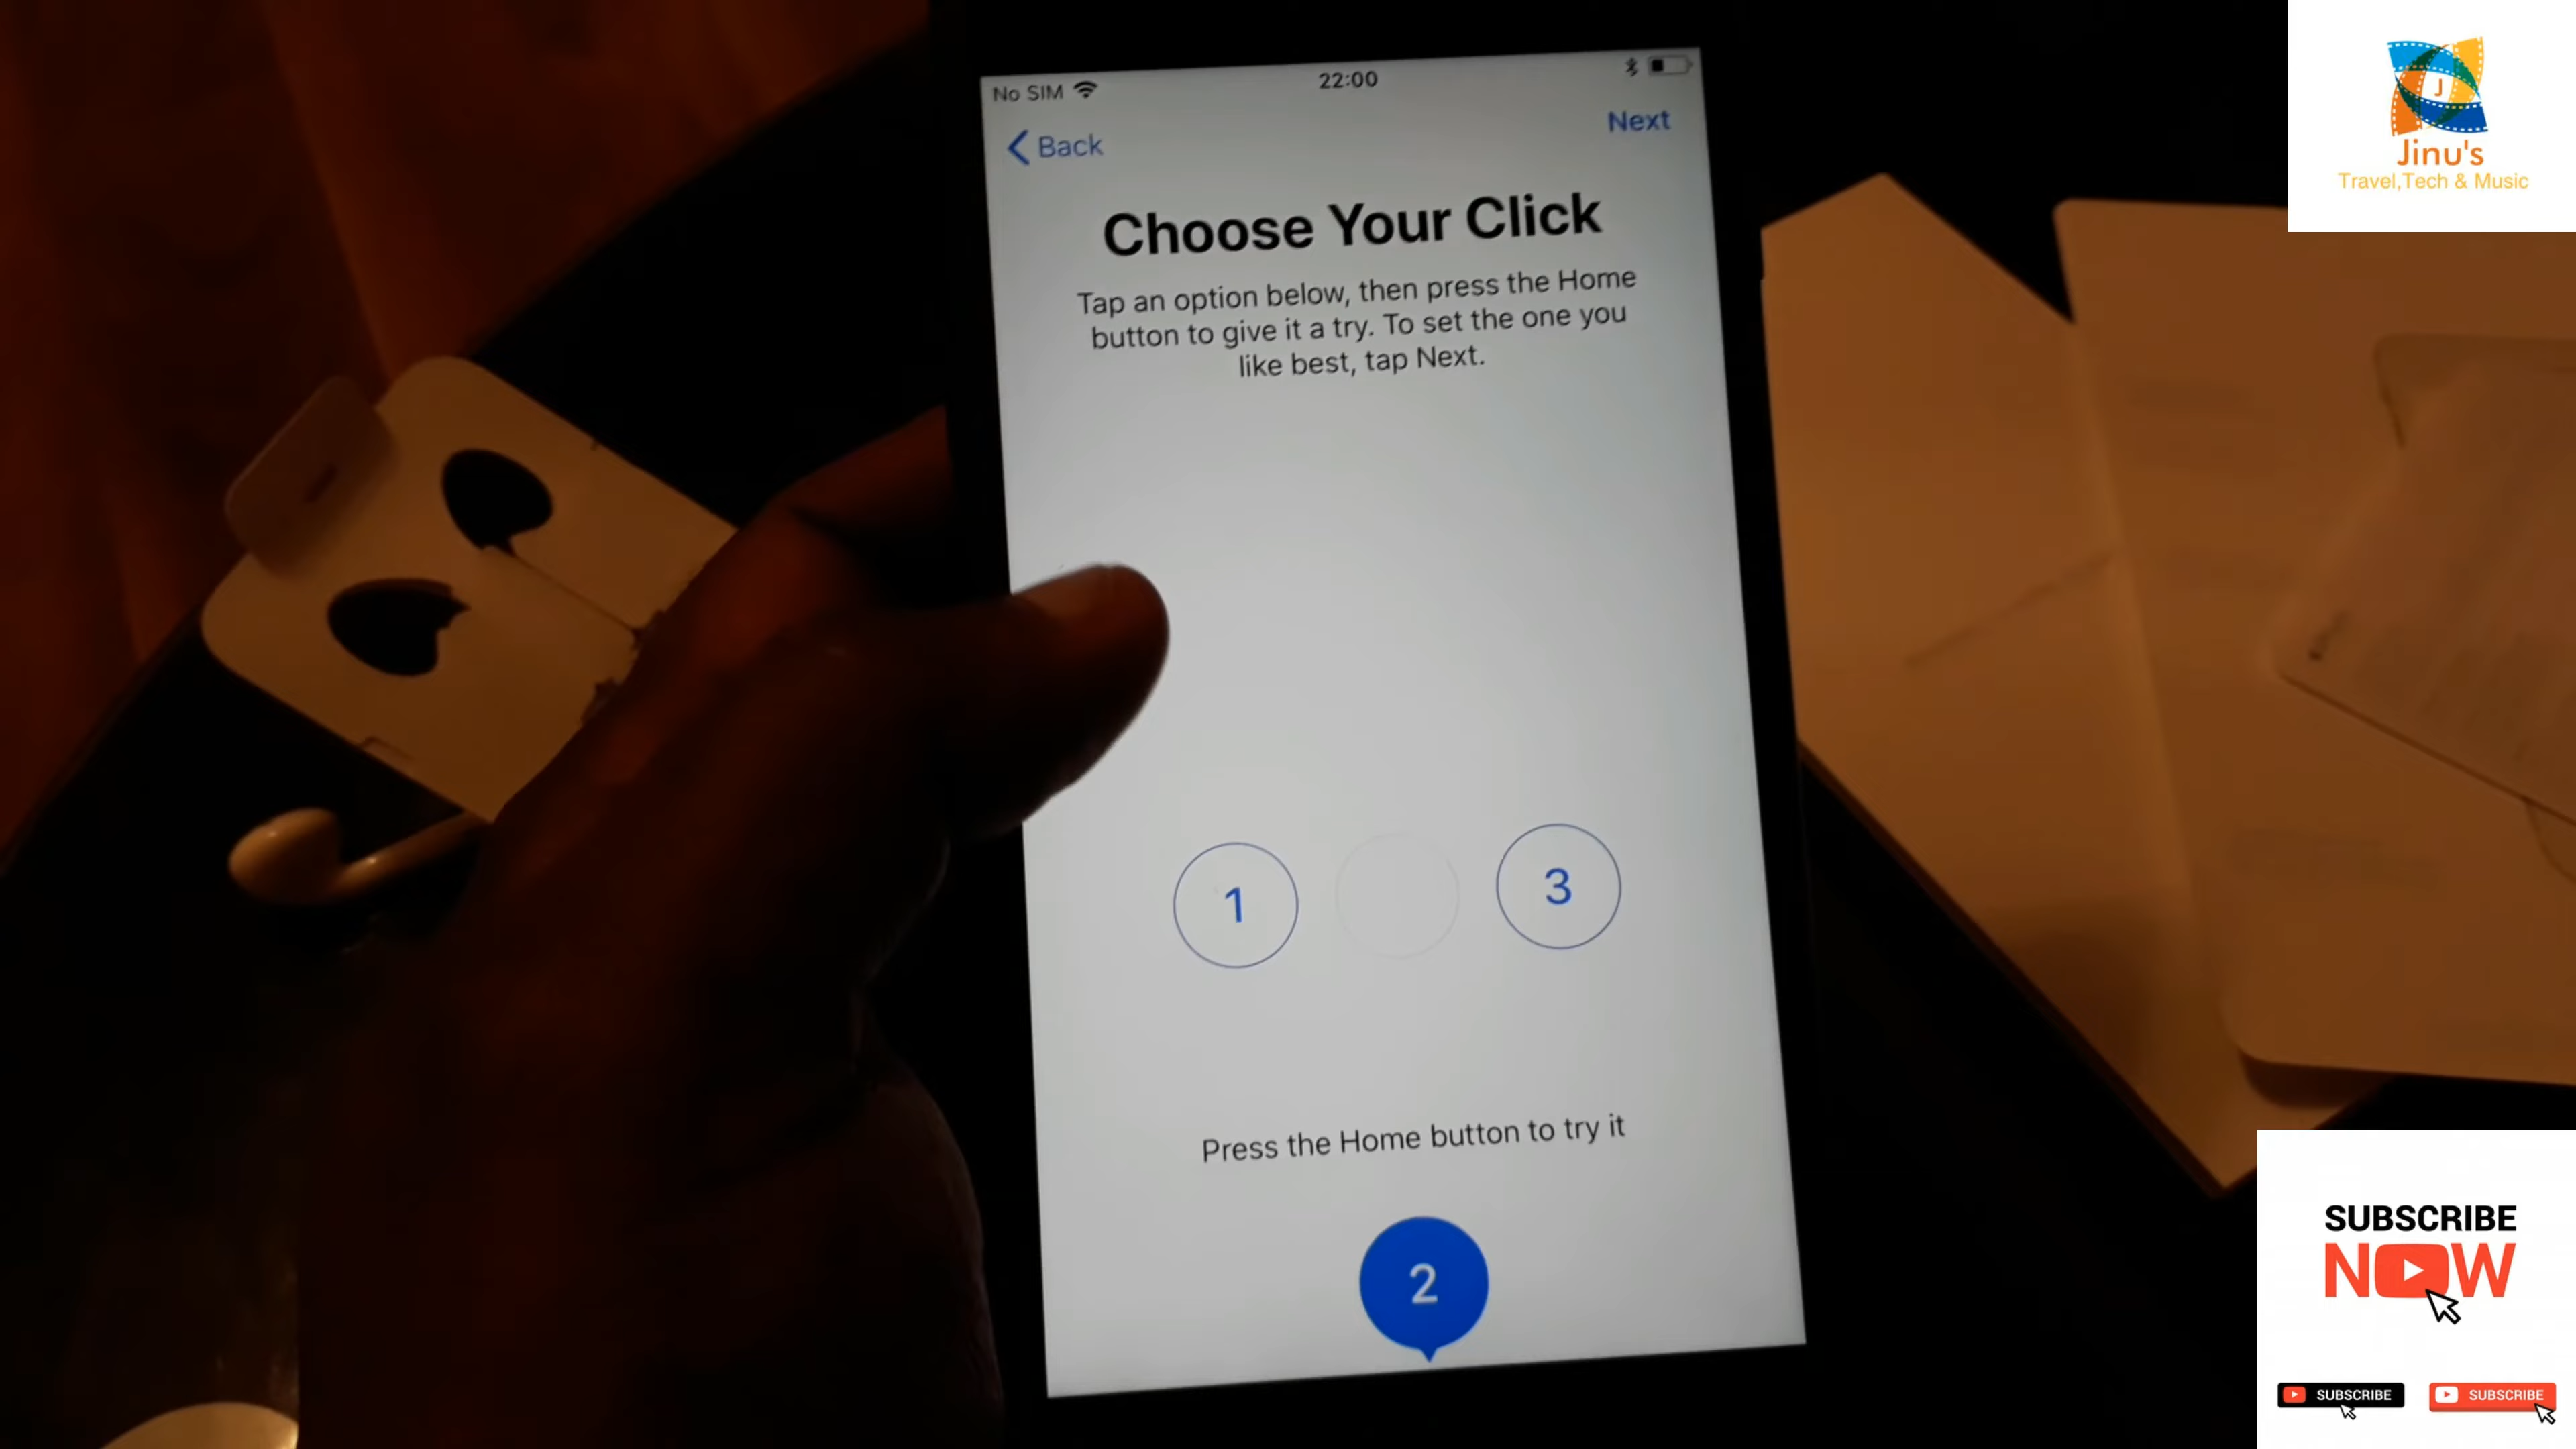 No SIM
22:00
Back
Next
Choose Your Click
Tap an option below, then press the Home
button to give it a try. To set the one you
like best, tap Next.
1
3
Press the Home button to try it
2
J
Jinu's
Travel,Tech & Music
SUBSCRIBE
NOW
SUBSCRIBE
SUBSCRIBE